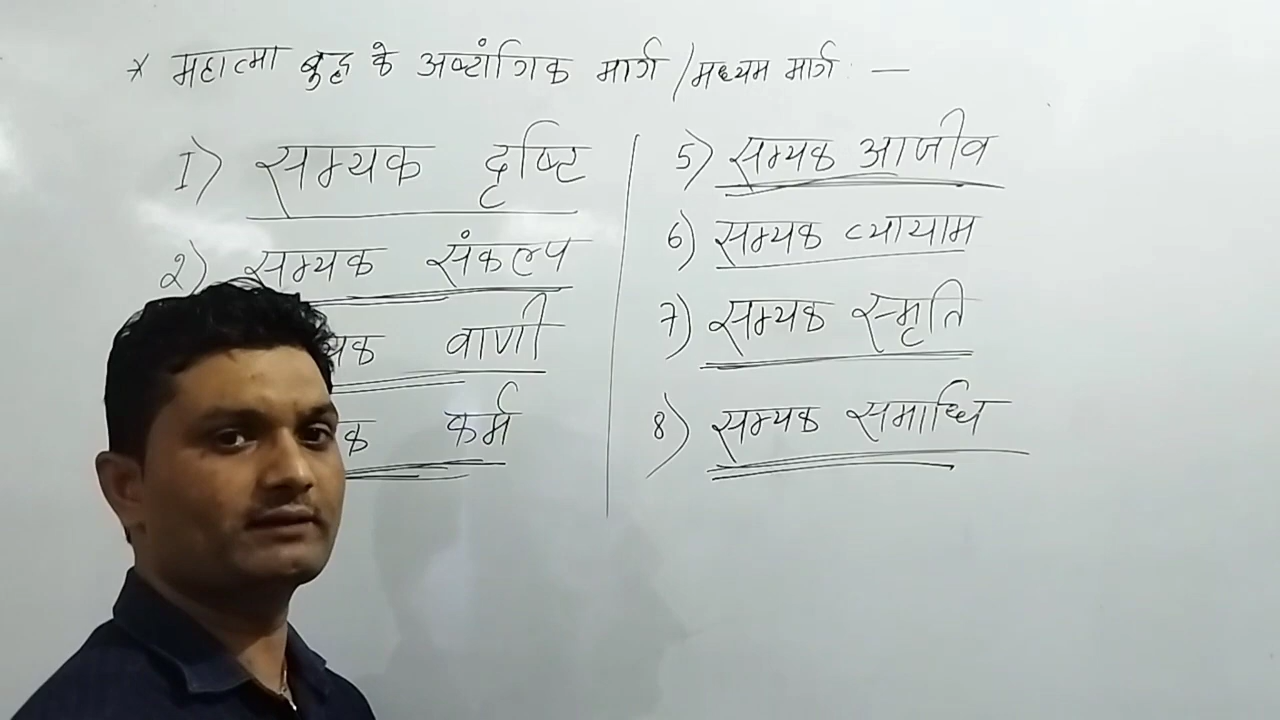 * महात्मा बुद्ध के अष्टांगिक मार्ग / मध्यम मार्ग : —
1) सम्यक दृष्टि
2) सम्यक संकल्प
यक वाणी
क कर्म
5) सम्यक आजीव
6) सम्यक व्यायाम
7) सम्यक स्मृति
8) सम्यक समाधि